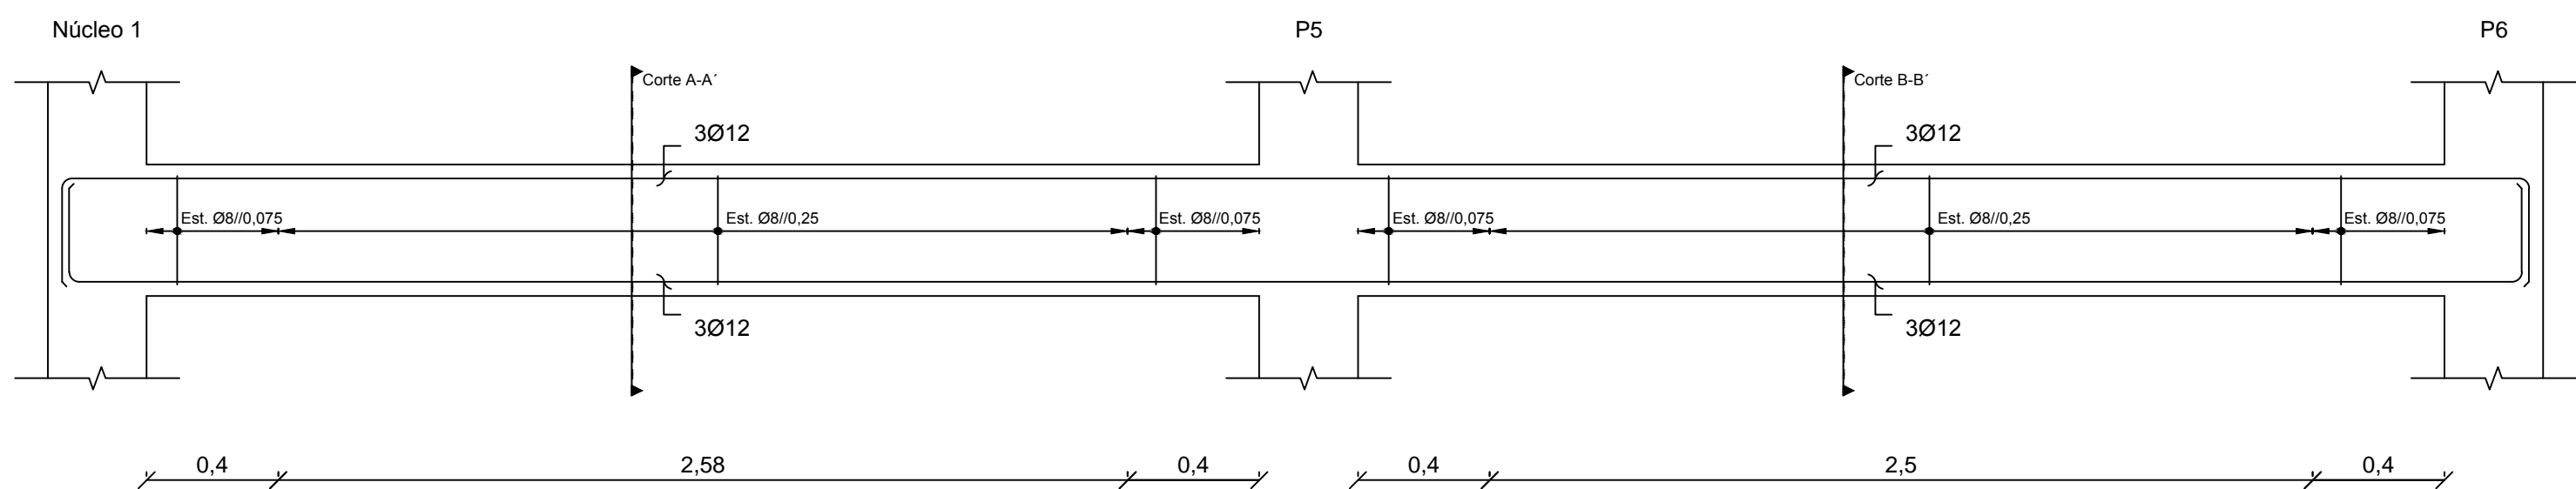 Núcleo 1 P5 P6
Corte A-A´ Corte B-B´
3Ø12 3Ø12
Est. Ø8//0,075 Est. Ø8//0,25 Est. Ø8//0,075 Est. Ø8//0,075 Est. Ø8//0,25 Est. Ø8//0,075
3Ø12 3Ø12
0,4 2,58 0,4 0,4 2,5 0,4